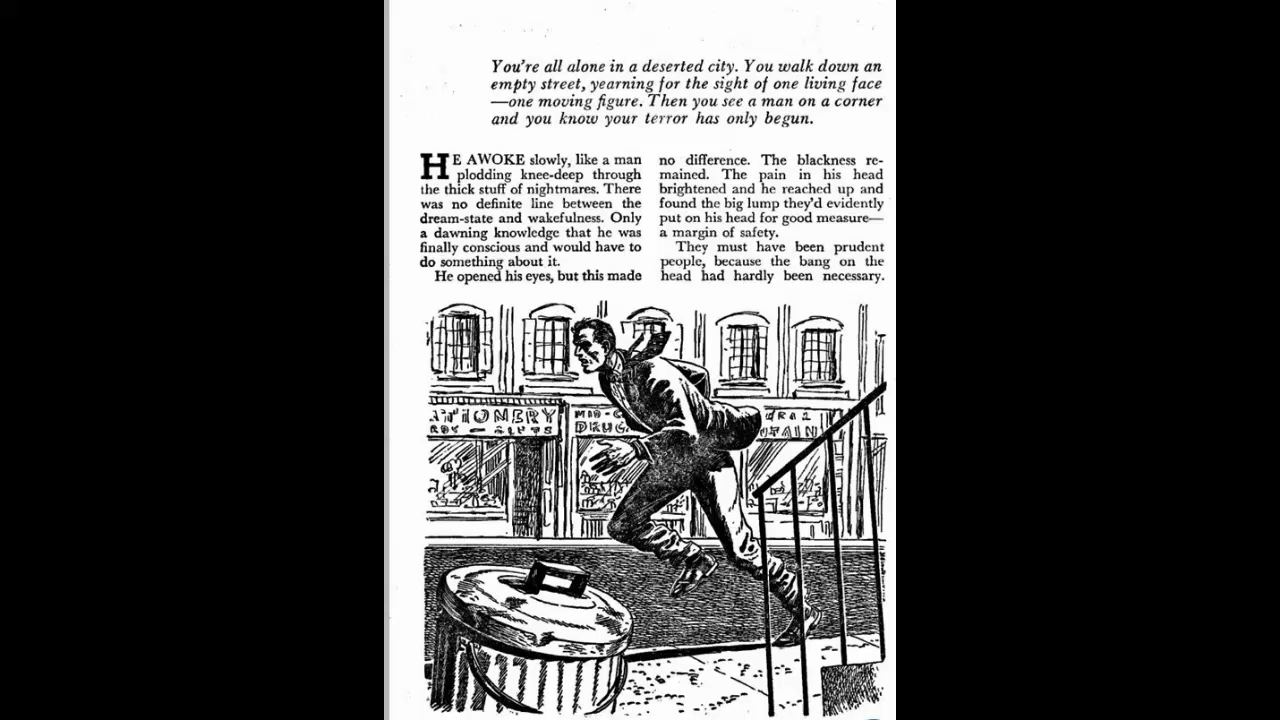 You're all alone in a deserted city. You walk down an
empty street, yearning for the sight of one living face
—one moving figure. Then you see a man on a corner
and you know your terror has only begun.
HE AWOKE slowly, like a man
plodding knee-deep through
the thick stuff of nightmares. There
was no definite line between the
dream-state and wakefulness. Only
a dawning knowledge that he was
finally conscious and would have to
do something about it.
He opened his eyes, but this made
no difference. The blackness re-
mained. The pain in his head
brightened and he reached up and
found the big lump they'd evidently
put on his head for good measure—
a margin of safety.
They must have been prudent
people, because the bang on the
head had hardly been necessary.
ATIONERY
MID-C
DRUG